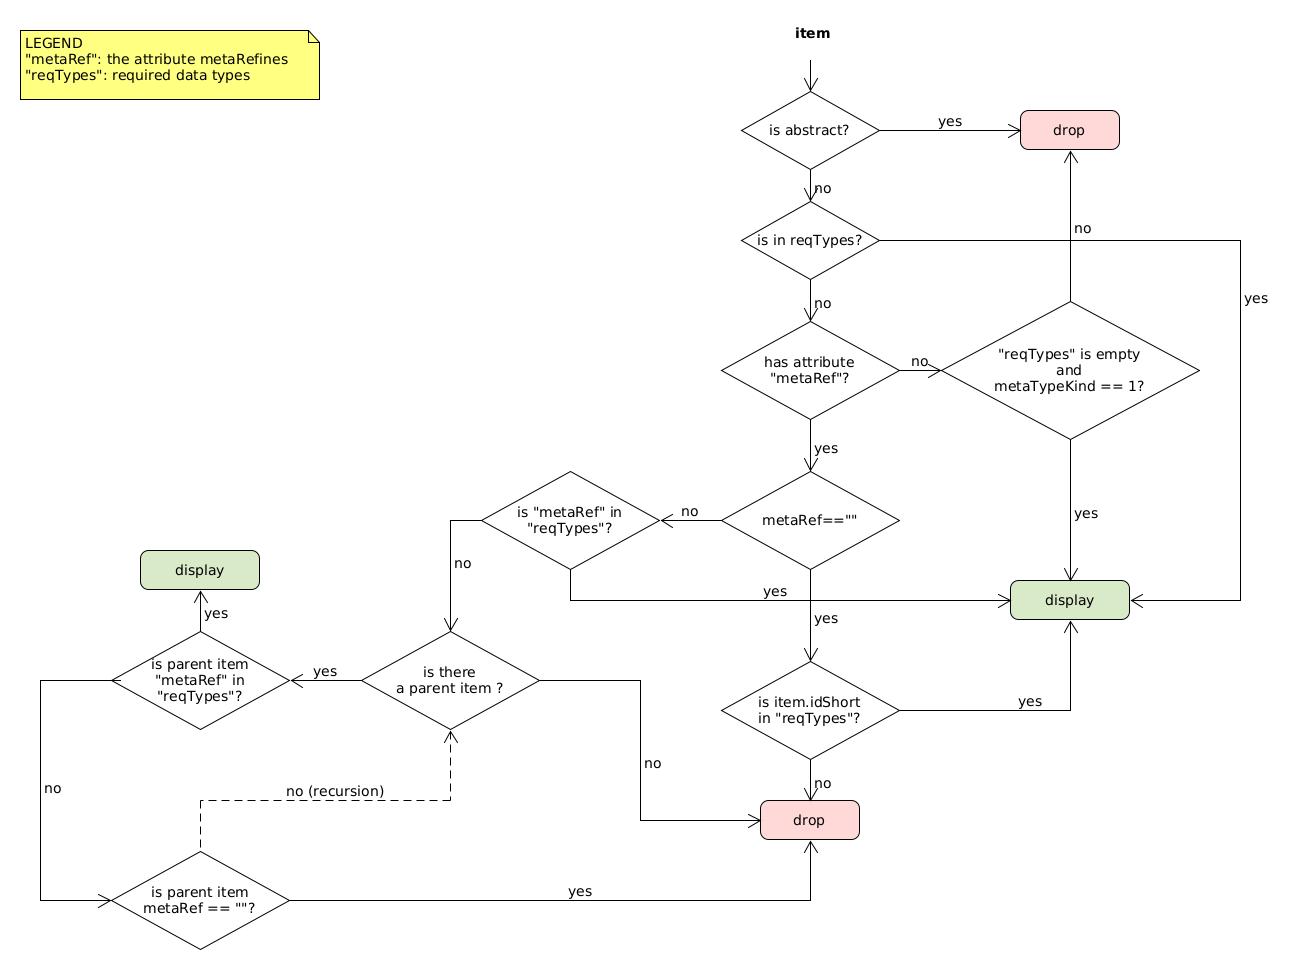 LEGEND
"metaRef": the attribute metaRefines
"reqTypes": required data types
item
is abstract?
yes
drop
no
is in reqTypes?
no
yes
no
has attribute
"metaRef"?
no
"reqTypes" is empty
and
metaTypeKind == 1?
yes
yes
is "metaRef" in
"reqTypes"?
no
metaRef==""
no
yes
yes
display
display
yes
is parent item
"metaRef" in
"reqTypes"?
yes
is there
a parent item ?
is item.idShort
in "reqTypes"?
yes
no
no
no
no (recursion)
drop
is parent item
metaRef == ""?
yes